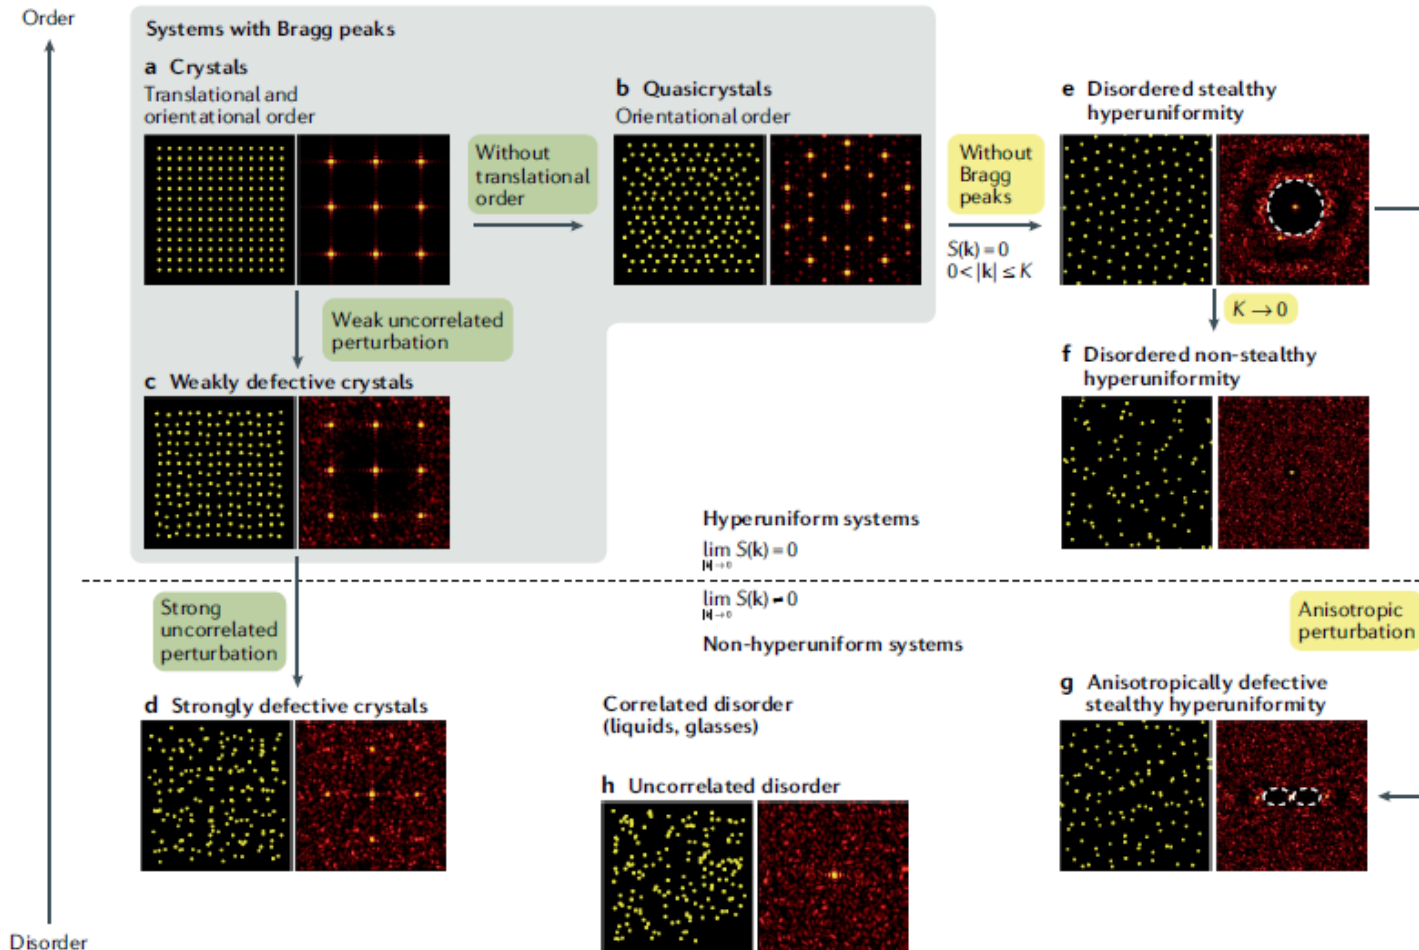 Order
Systems with Bragg peaks
a Crystals
Translational and
orientational order
Without
translational
order
b Quasicrystals
Orientational order
Without
Bragg
peaks
S(k) = 0
0 < |k| ≤ K
e Disordered stealthy
hyperuniformity
Weak uncorrelated
perturbation
K → 0
c Weakly defective crystals
f Disordered non-stealthy
hyperuniformity
Hyperuniform systems
lim S(k) = 0
|k| → 0
Strong
uncorrelated
perturbation
lim S(k) ≠ 0
|k| → 0
Non-hyperuniform systems
Anisotropic
perturbation
d Strongly defective crystals
Correlated disorder
(liquids, glasses)
g Anisotropically defective
stealthy hyperuniformity
h Uncorrelated disorder
Disorder